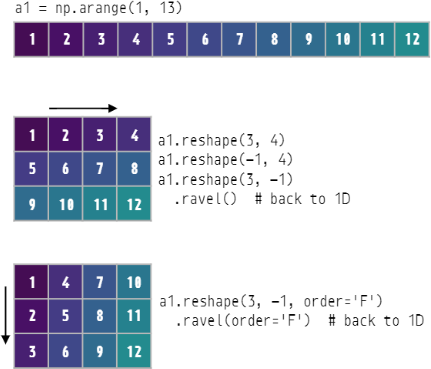 a1 = np.arange(1, 13)
1 2 3 4 5 6 7 8 9 10 11 12
1 2 3 4
a1.reshape(3, 4)
a1.reshape(-1, 4)
5 6 7 8
a1.reshape(3, -1)
.ravel() # back to 1D
9 10 11 12
1 4 7 10
a1.reshape(3, -1, order='F')
2 5 8 11
.ravel(order='F') # back to 1D
3 6 9 12